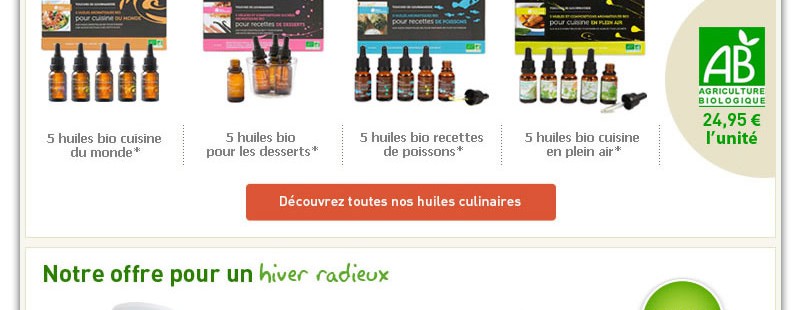 pour cuisine DU MONDE
pour recettes DE DESSERTS
pour recettes DE POISSONS
pour cuisine EN PLEIN AIR
AB
AGRICULTURE
BIOLOGIQUE
24,95 €
l'unité
5 huiles bio cuisine
du monde*
5 huiles bio
pour les desserts*
5 huiles bio recettes
de poissons*
5 huiles bio cuisine
en plein air*
Découvrez toutes nos huiles culinaires
Notre offre pour un hiver radieux